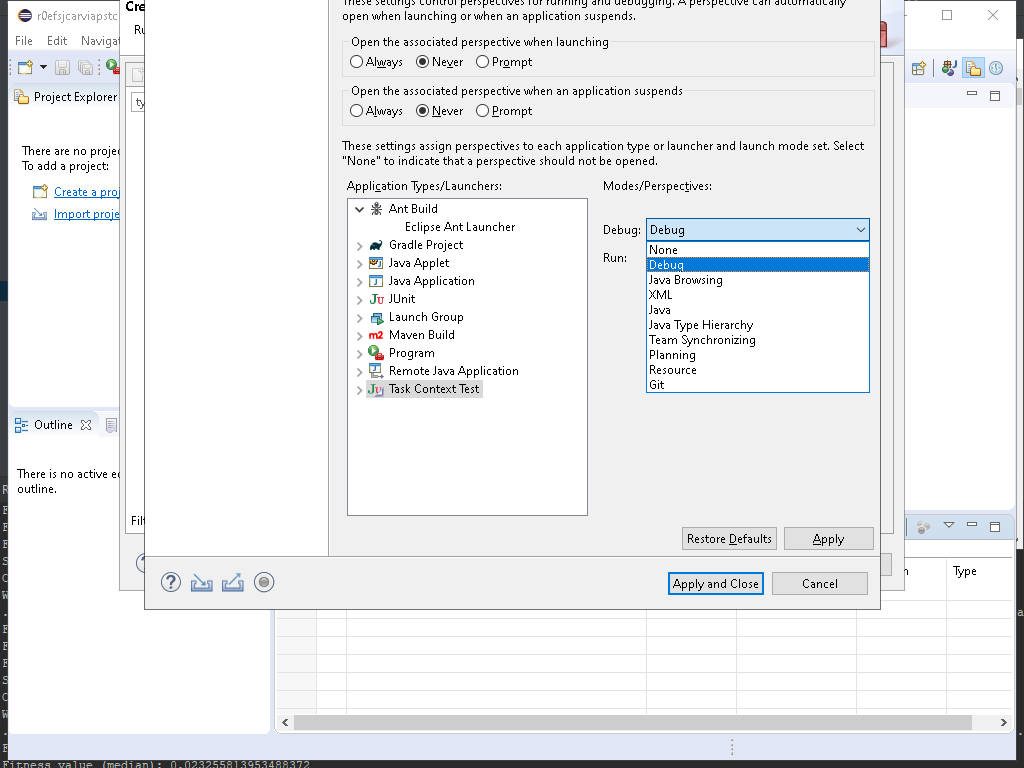 r0efsjcarviapstc
Cre
File Edit Navigat
These settings control perspectives for running and debugging. A perspective can automatically
open when launching or when an application suspends.
Open the associated perspective when launching
Always Never Prompt
Open the associated perspective when an application suspends
Always Never Prompt
These settings assign perspectives to each application type or launcher and launch mode set. Select
"None" to indicate that a perspective should not be opened.
Application Types/Launchers:
Modes/Perspectives:
Ant Build
Eclipse Ant Launcher
Gradle Project
Java Applet
Java Application
JUnit
Launch Group
Maven Build
Program
Remote Java Application
Task Context Test
Debug: Debug
Run:
None
Debug
Java Browsing
XML
Java
Java Type Hierarchy
Team Synchronizing
Planning
Resource
Git
Restore Defaults Apply
Apply and Close Cancel
Project Explorer
ty
There are no projec
To add a project:
Create a proj
Import proje
Outline
There is no active ed
outline.
Filt
Type
Fitness value (median): 0.023255813953488372